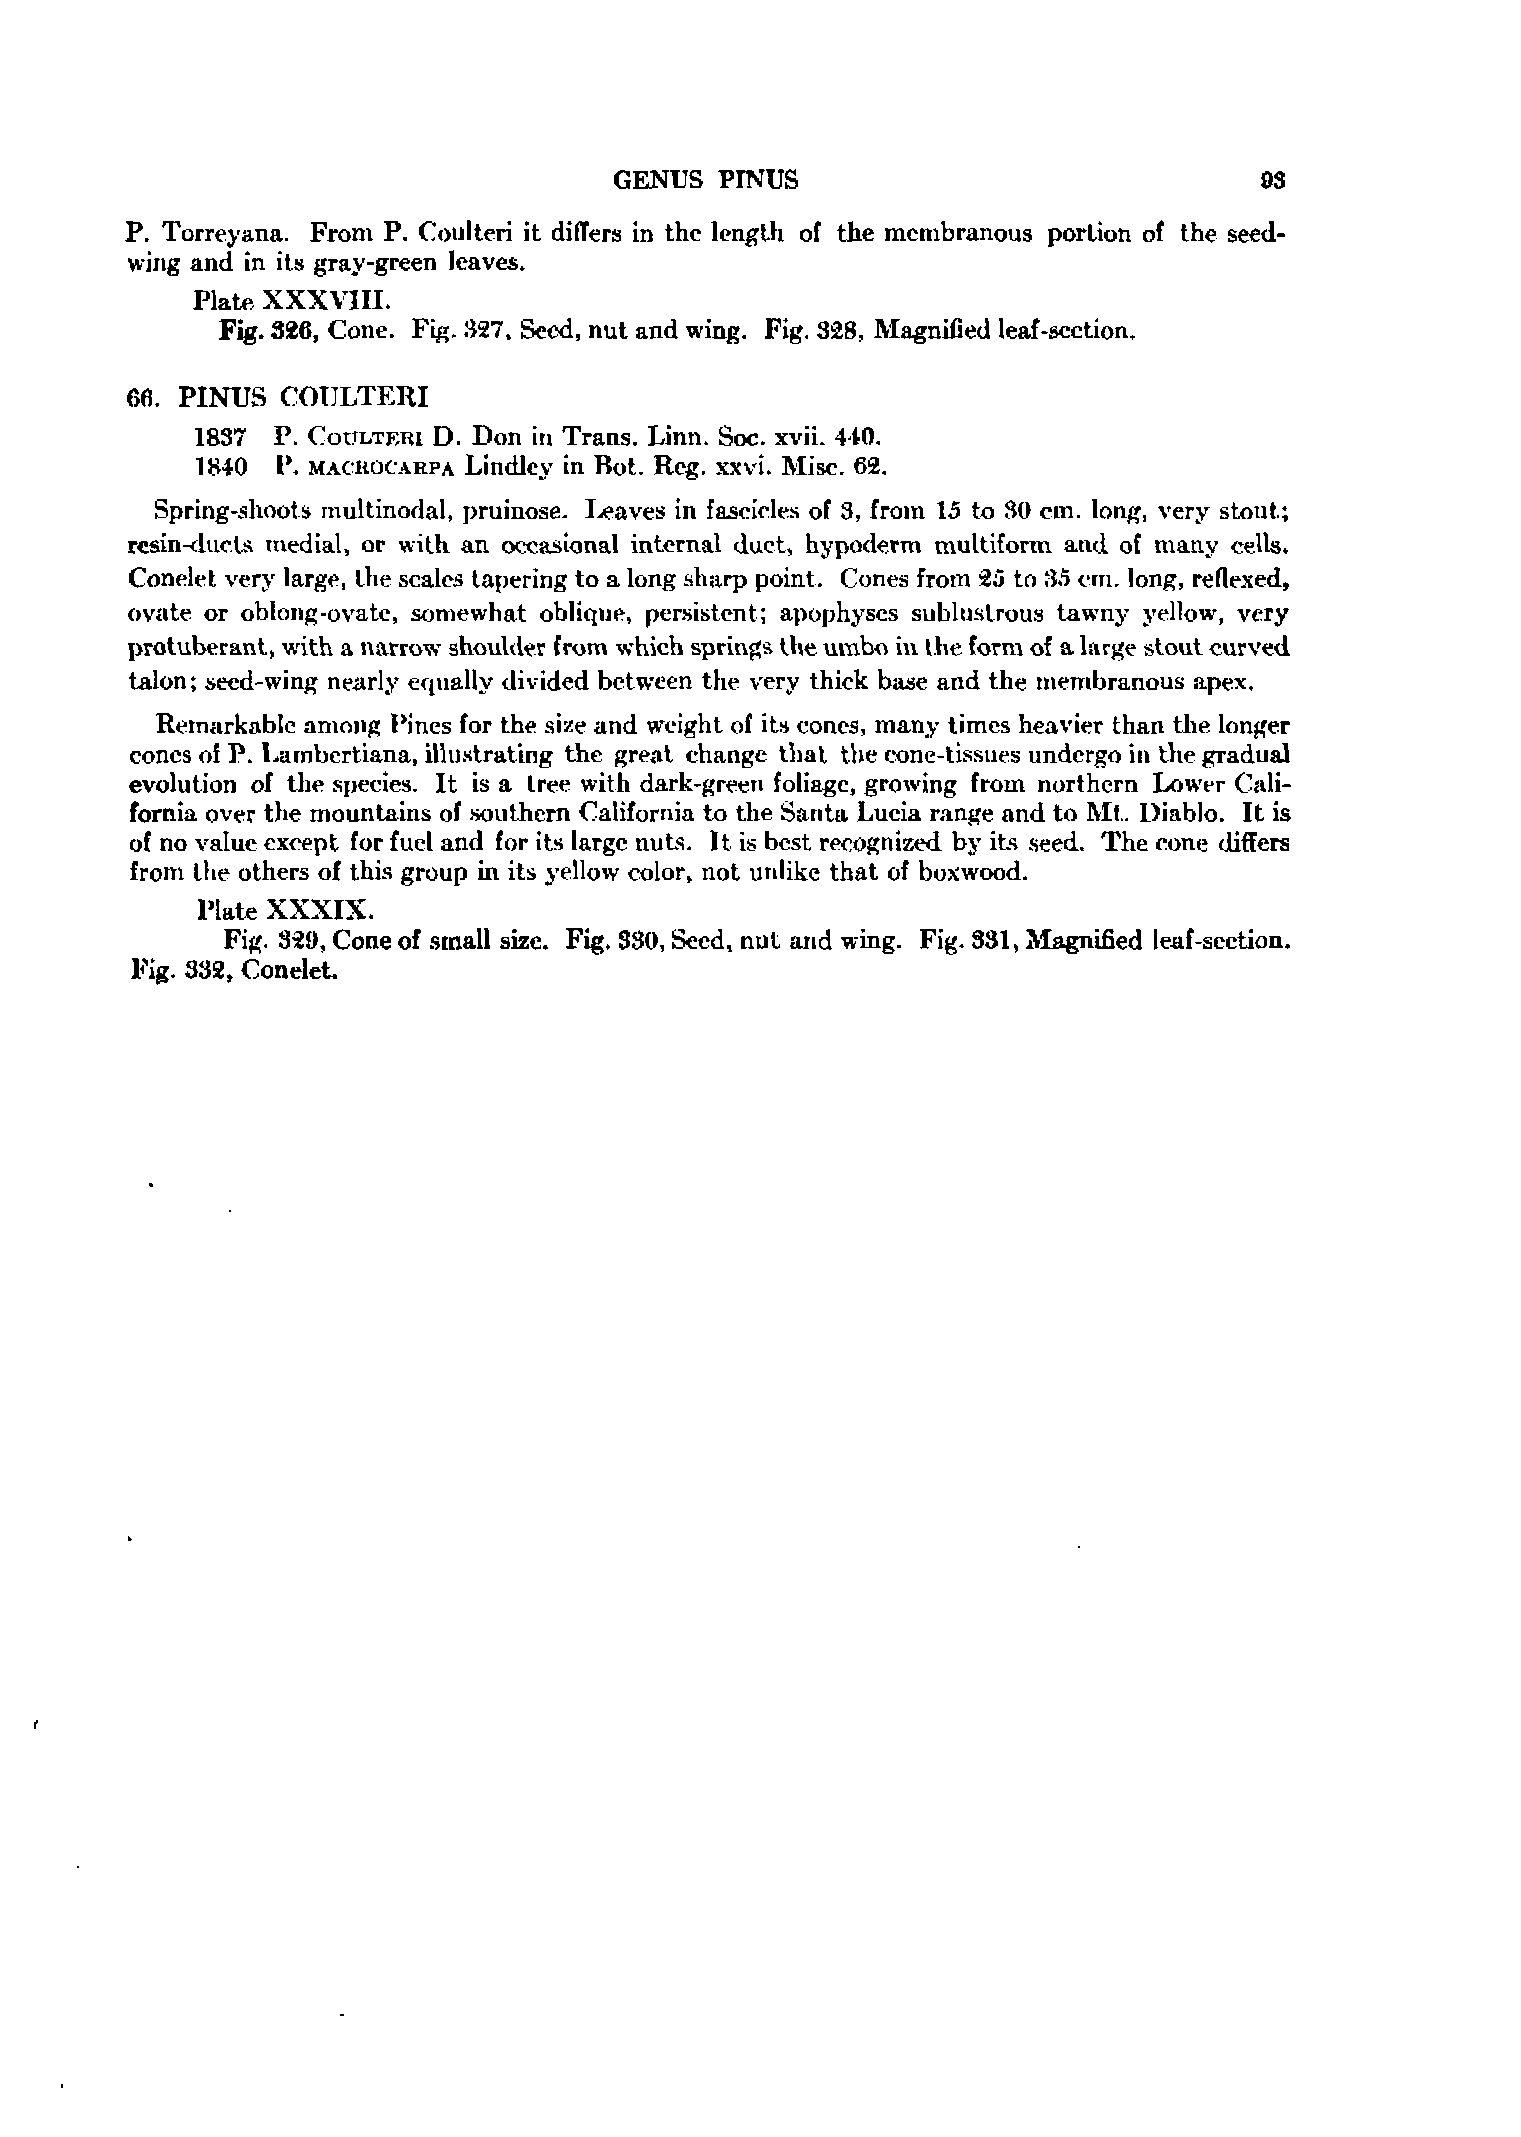 GENUS PINUS 93
P. Torreyana. From P. Coulteri it differs in the length of the membranous portion of the seed-
wing and in its gray-green leaves.
Plate XXXVIII.
Fig. 326, Cone. Fig. 327, Seed, nut and wing. Fig. 328, Magnified leaf-section.
66. PINUS COULTERI
1837 P. COULTERI D. Don in Trans. Linn. Soc. xvii. 440.
1840 P. MACROCARPA Lindley in Bot. Reg. xxvi. Misc. 62.
Spring-shoots multinodal, pruinose. Leaves in fascicles of 3, from 15 to 30 cm. long, very stout;
resin-ducts medial, or with an occasional internal duct, hypoderm multiform and of many cells.
Conelet very large, the scales tapering to a long sharp point. Cones from 25 to 35 cm. long, reflexed,
ovate or oblong-ovate, somewhat oblique, persistent; apophyses sublustrous tawny yellow, very
protuberant, with a narrow shoulder from which springs the umbo in the form of a large stout curved
talon; seed-wing nearly equally divided between the very thick base and the membranous apex.
Remarkable among Pines for the size and weight of its cones, many times heavier than the longer
cones of P. Lambertiana, illustrating the great change that the cone-tissues undergo in the gradual
evolution of the species. It is a tree with dark-green foliage, growing from northern Lower Cali-
fornia over the mountains of southern California to the Santa Lucia range and to Mt. Diablo. It is
of no value except for fuel and for its large nuts. It is best recognized by its seed. The cone differs
from the others of this group in its yellow color, not unlike that of boxwood.
Plate XXXIX.
Fig. 329, Cone of small size. Fig. 330, Seed, nut and wing. Fig. 331, Magnified leaf-section.
Fig. 332, Conelet.